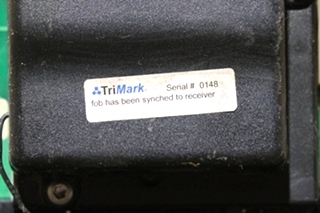 TriMark Serial # 0148
fob has been synched to receiver